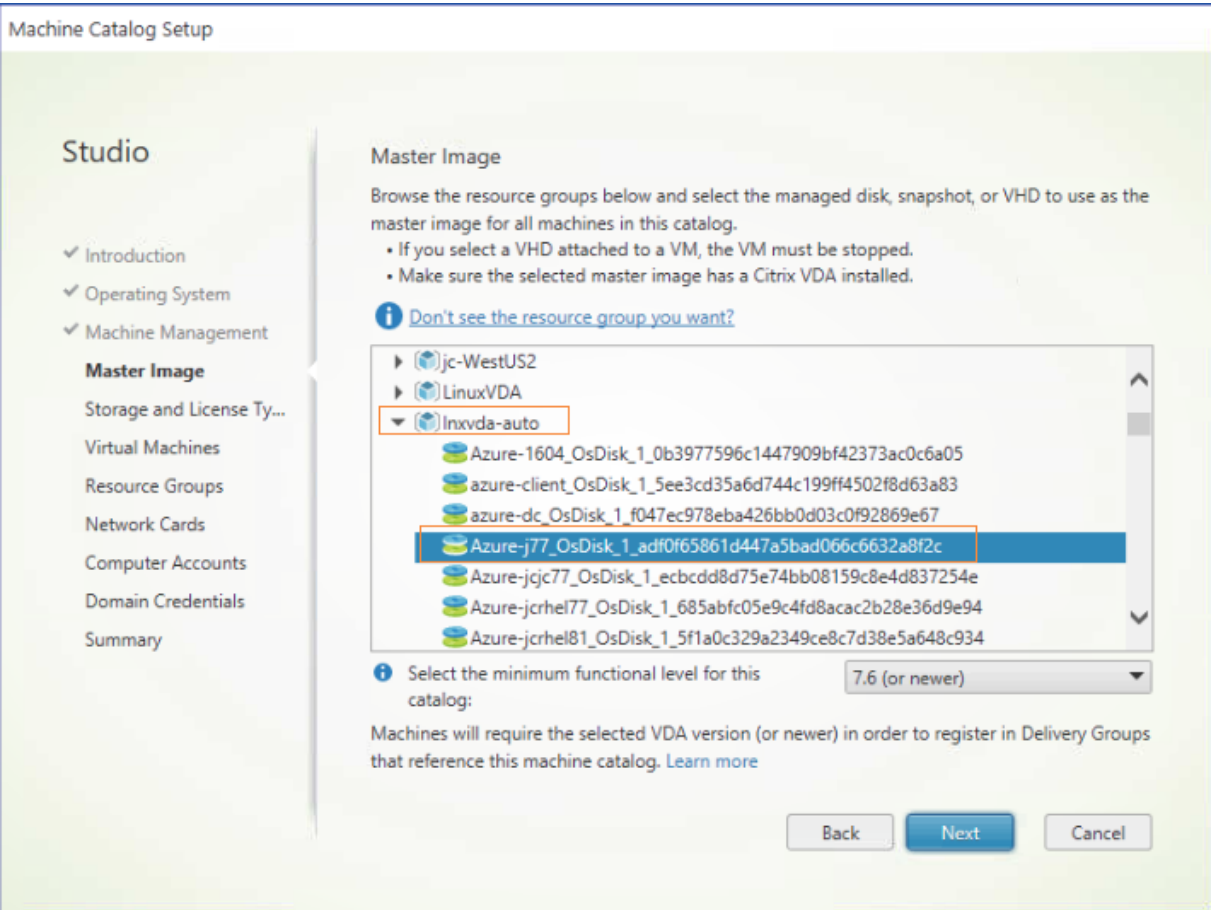 Machine Catalog Setup
Studio
✔ Introduction
✔ Operating System
✔ Machine Management
Master Image
Storage and License Ty...
Virtual Machines
Resource Groups
Network Cards
Computer Accounts
Domain Credentials
Summary
Master Image
Browse the resource groups below and select the managed disk, snapshot, or VHD to use as the
master image for all machines in this catalog.
• If you select a VHD attached to a VM, the VM must be stopped.
• Make sure the selected master image has a Citrix VDA installed.
Don't see the resource group you want?
jc-WestUS2
LinuxVDA
lnxvda-auto
Azure-1604_OsDisk_1_0b3977596c1447909bf42373ac0c6a05
azure-client_OsDisk_1_5ee3cd35a6d744c199ff4502f8d63a83
azure-dc_OsDisk_1_f047ec978eba426bb0d03c0f92869e67
Azure-j77_OsDisk_1_adf0f65861d447a5bad066c6632a8f2c
Azure-jcjc77_OsDisk_1_ecbcdd8d75e74bb08159c8e4d837254e
Azure-jcrhel77_OsDisk_1_685abfc05e9c4fd8acac2b28e36d9e94
Azure-jcrhel81_OsDisk_1_5f1a0c329a2349ce8c7d38e5a648c934
Select the minimum functional level for this
catalog:
7.6 (or newer)
Machines will require the selected VDA version (or newer) in order to register in Delivery Groups
that reference this machine catalog. Learn more
Back
Next
Cancel